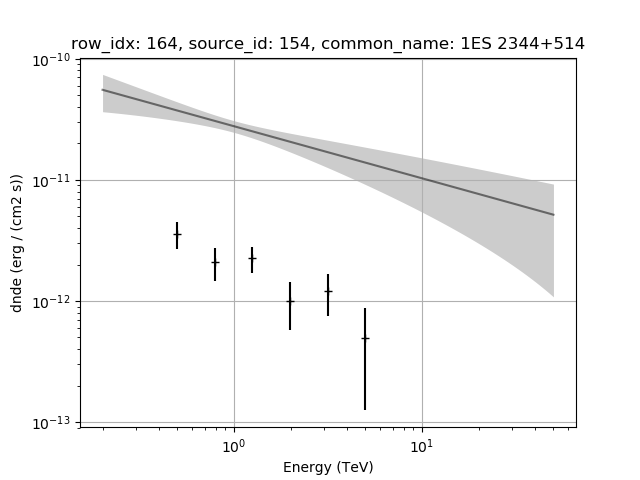 row_idx: 164, source_id: 154, common_name: 1ES 2344+514
dnde (erg / (cm2 s))
10⁻¹⁰
10⁻¹¹
10⁻¹²
10⁻¹³
10⁰
10¹
Energy (TeV)